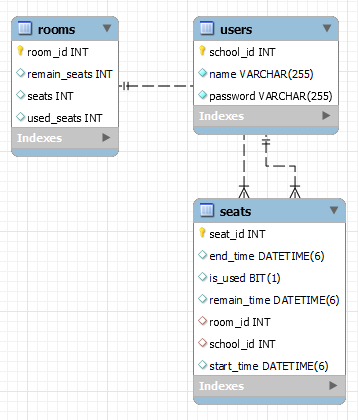 rooms
room_id INT
remain_seats INT
seats INT
used_seats INT
Indexes
users
school_id INT
name VARCHAR(255)
password VARCHAR(255)
Indexes
seats
seat_id INT
end_time DATETIME(6)
is_used BIT(1)
remain_time DATETIME(6)
room_id INT
school_id INT
start_time DATETIME(6)
Indexes